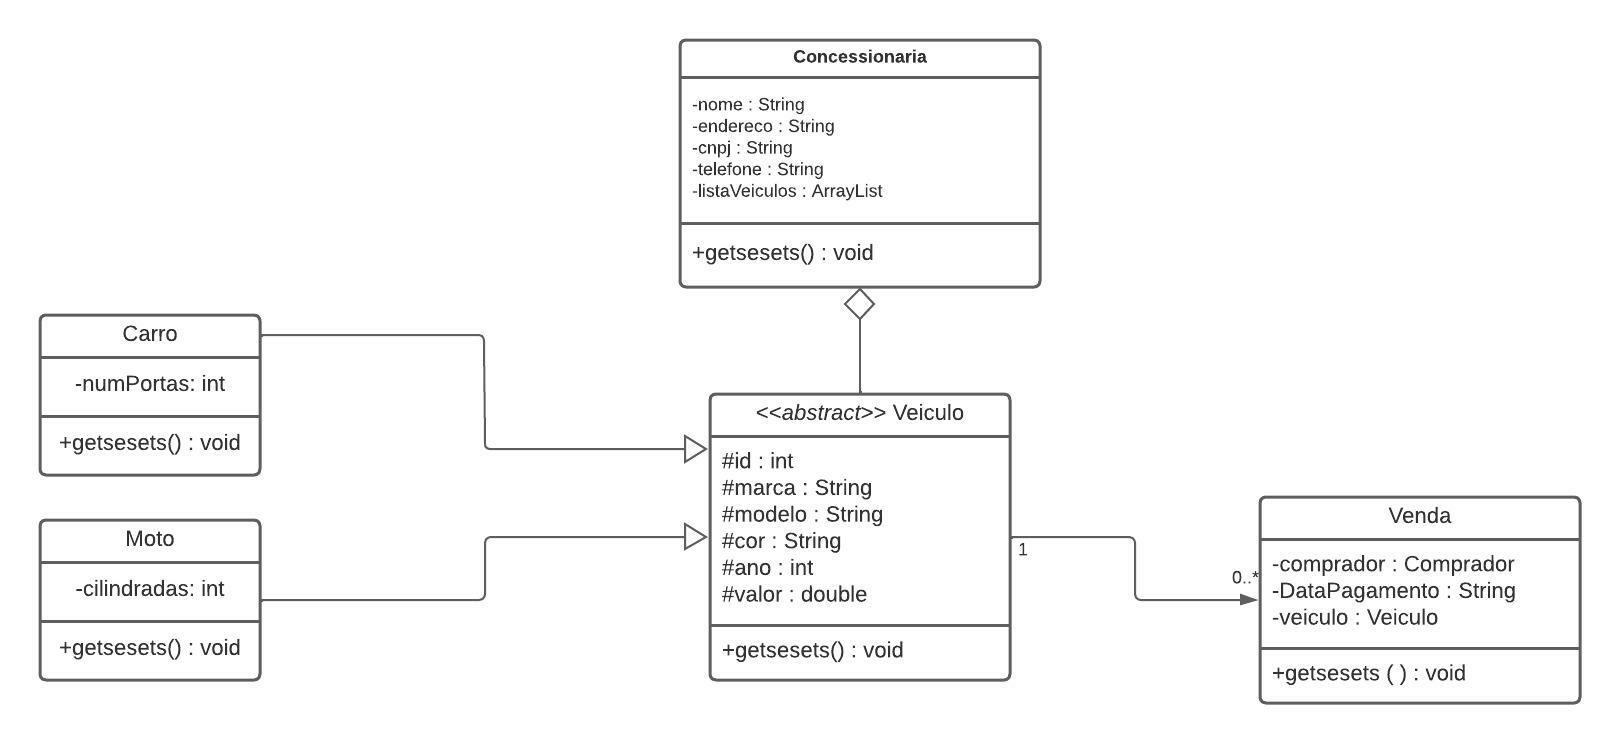 Concessionaria
-nome : String
-endereco : String
-cnpj : String
-telefone : String
-listaVeiculos : ArrayList
+getsesets() : void
Carro
-numPortas: int
+getsesets() : void
Moto
-cilindradas: int
+getsesets() : void
<<abstract>> Veiculo
#id : int
#marca : String
#modelo : String
#cor : String
#ano : int
#valor : double
+getsesets() : void
1
0..*
Venda
-comprador : Comprador
-DataPagamento : String
-veiculo : Veiculo
+getsesets ( ) : void